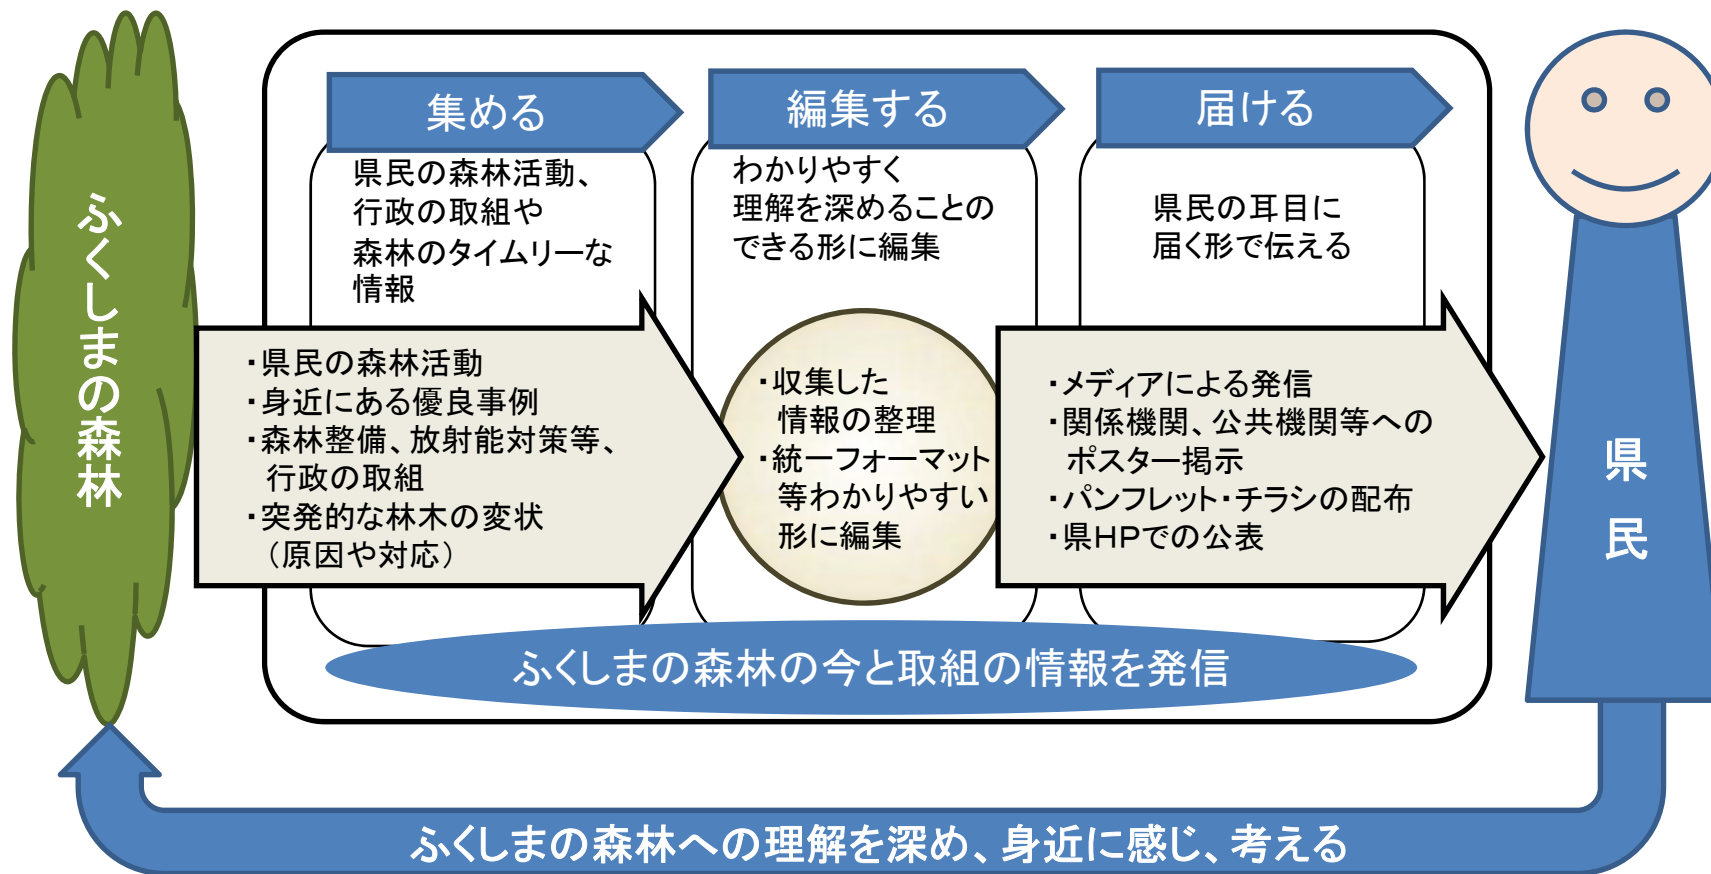 ふくしまの森林
集める
県民の森林活動、
行政の取組や
森林のタイムリーな
情報
・県民の森林活動
・身近にある優良事例
・森林整備、放射能対策等、
行政の取組
・突発的な林木の変状
（原因や対応）
編集する
わかりやすく
理解を深めることの
できる形に編集
・収集した
情報の整理
・統一フォーマット
等わかりやすい
形に編集
届ける
県民の耳目に
届く形で伝える
・メディアによる発信
・関係機関、公共機関等への
ポスター掲示
・パンフレット・チラシの配布
・県HPでの公表
県民
ふくしまの森林の今と取組の情報を発信
ふくしまの森林への理解を深め、身近に感じ、考える